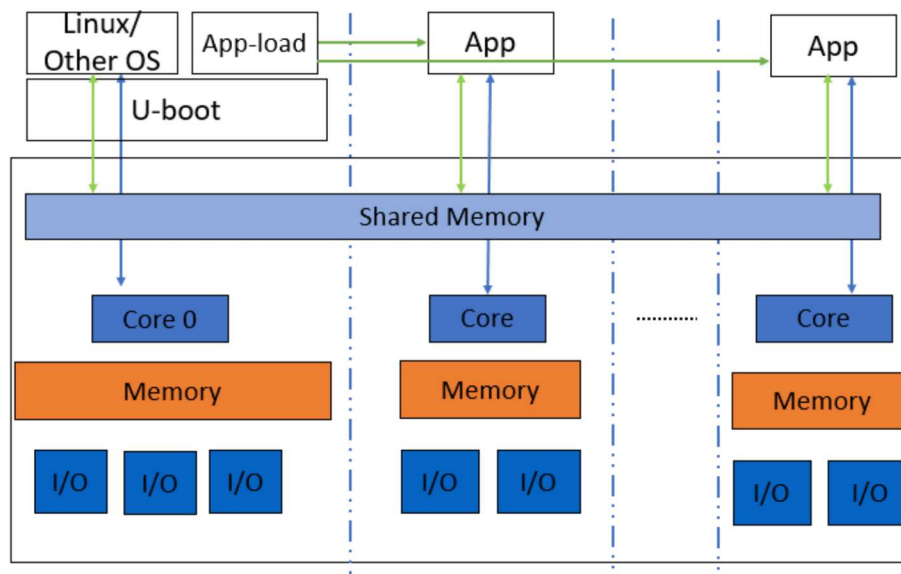 Linux/
Other OS
App-load
App
App
U-boot
Shared Memory
Core 0
Core
Core
Memory
Memory
Memory
I/O
I/O
I/O
I/O
I/O
I/O
I/O